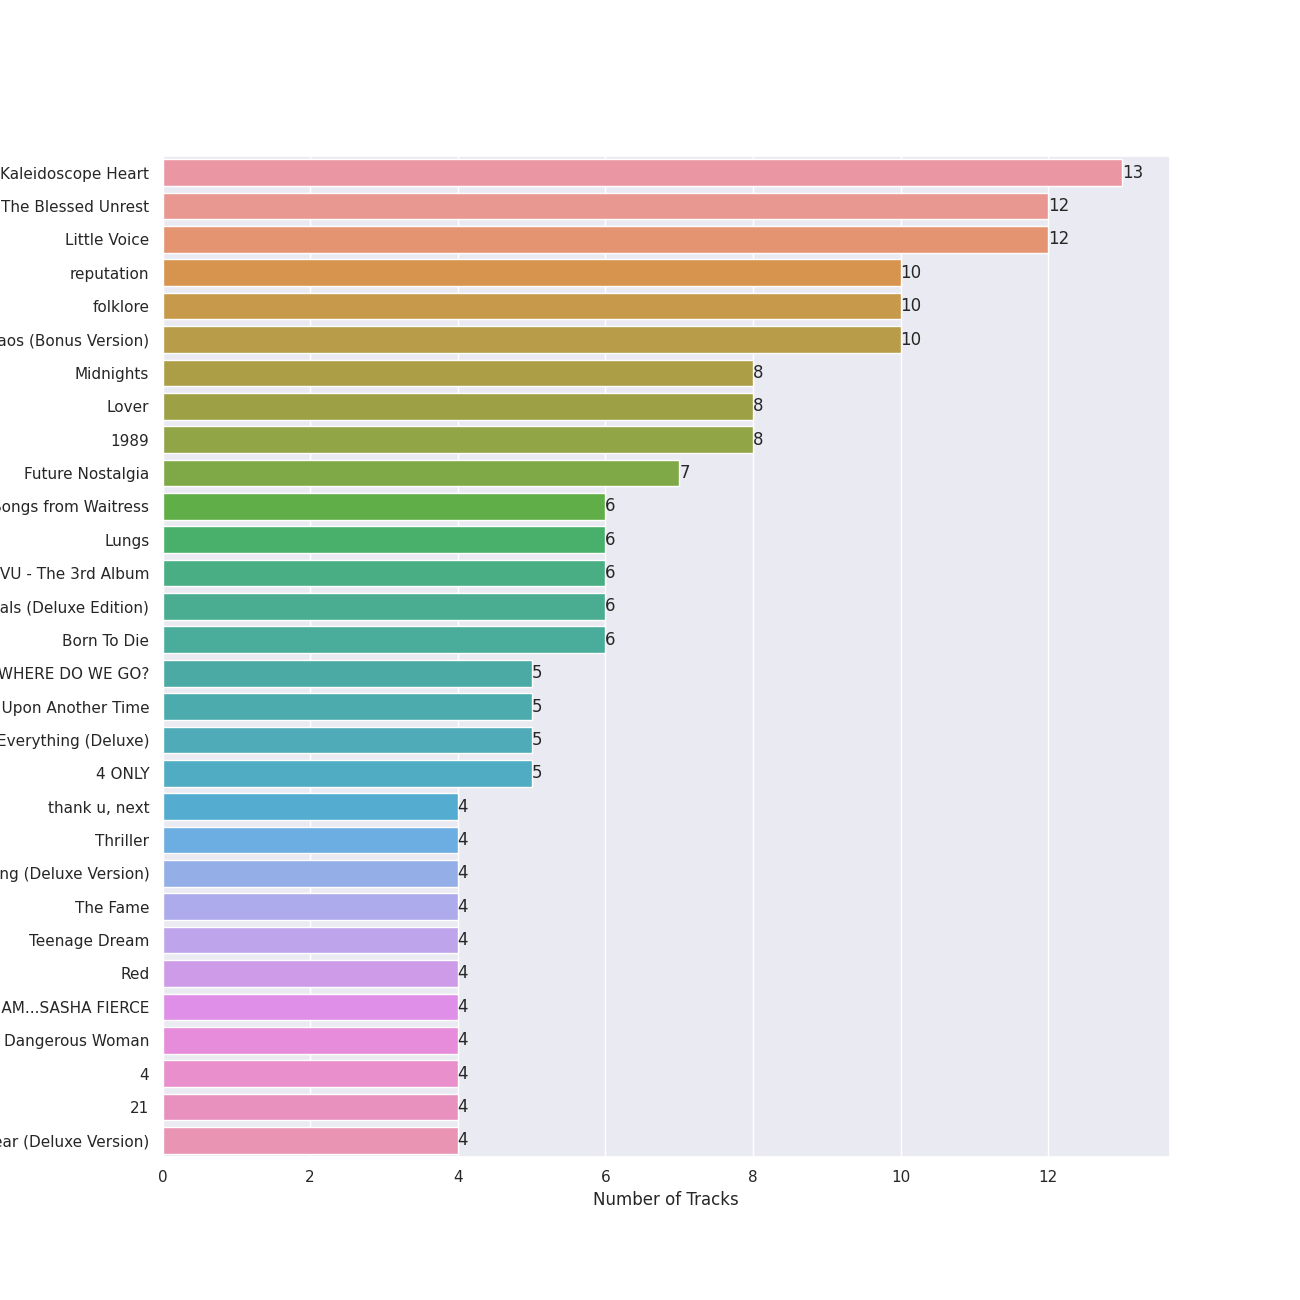 Kaleidoscope Heart 13
The Blessed Unrest 12
Little Voice 12
reputation 10
folklore 10
(Bonus Version) 10
Midnights 8
Lover 8
1989 8
Future Nostalgia 7
Songs from Waitress 6
Lungs 6
VU - The 3rd Album 6
(Deluxe Edition) 6
Born To Die 6
WHERE DO WE GO? 5
Upon Another Time 5
Everything (Deluxe) 5
4 ONLY 5
thank u, next 4
Thriller 4
(Deluxe Version) 4
The Fame 4
Teenage Dream 4
Red 4
AM...SASHA FIERCE 4
Dangerous Woman 4
4 4
21 4
(Deluxe Version) 4
0 2 4 6 8 10 12
Number of Tracks